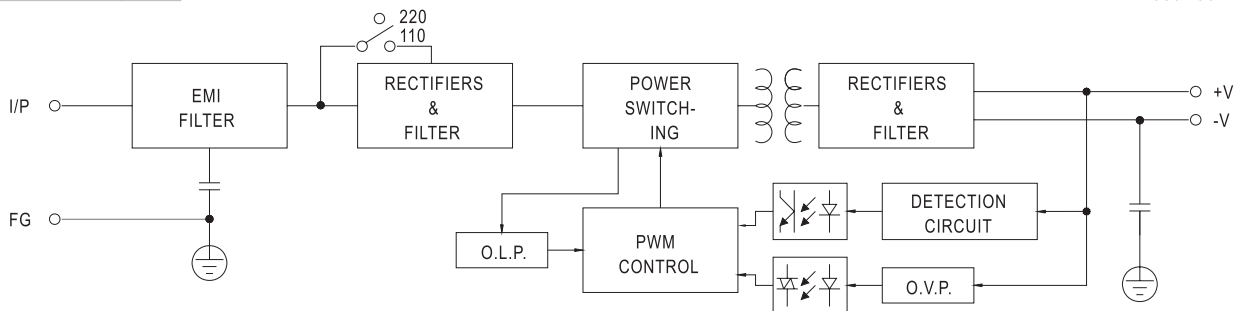 220
110
I/P
EMI
FILTER
RECTIFIERS
&
FILTER
POWER
SWITCH-
ING
RECTIFIERS
&
FILTER
+V
-V
FG
O.L.P.
PWM
CONTROL
DETECTION
CIRCUIT
O.V.P.